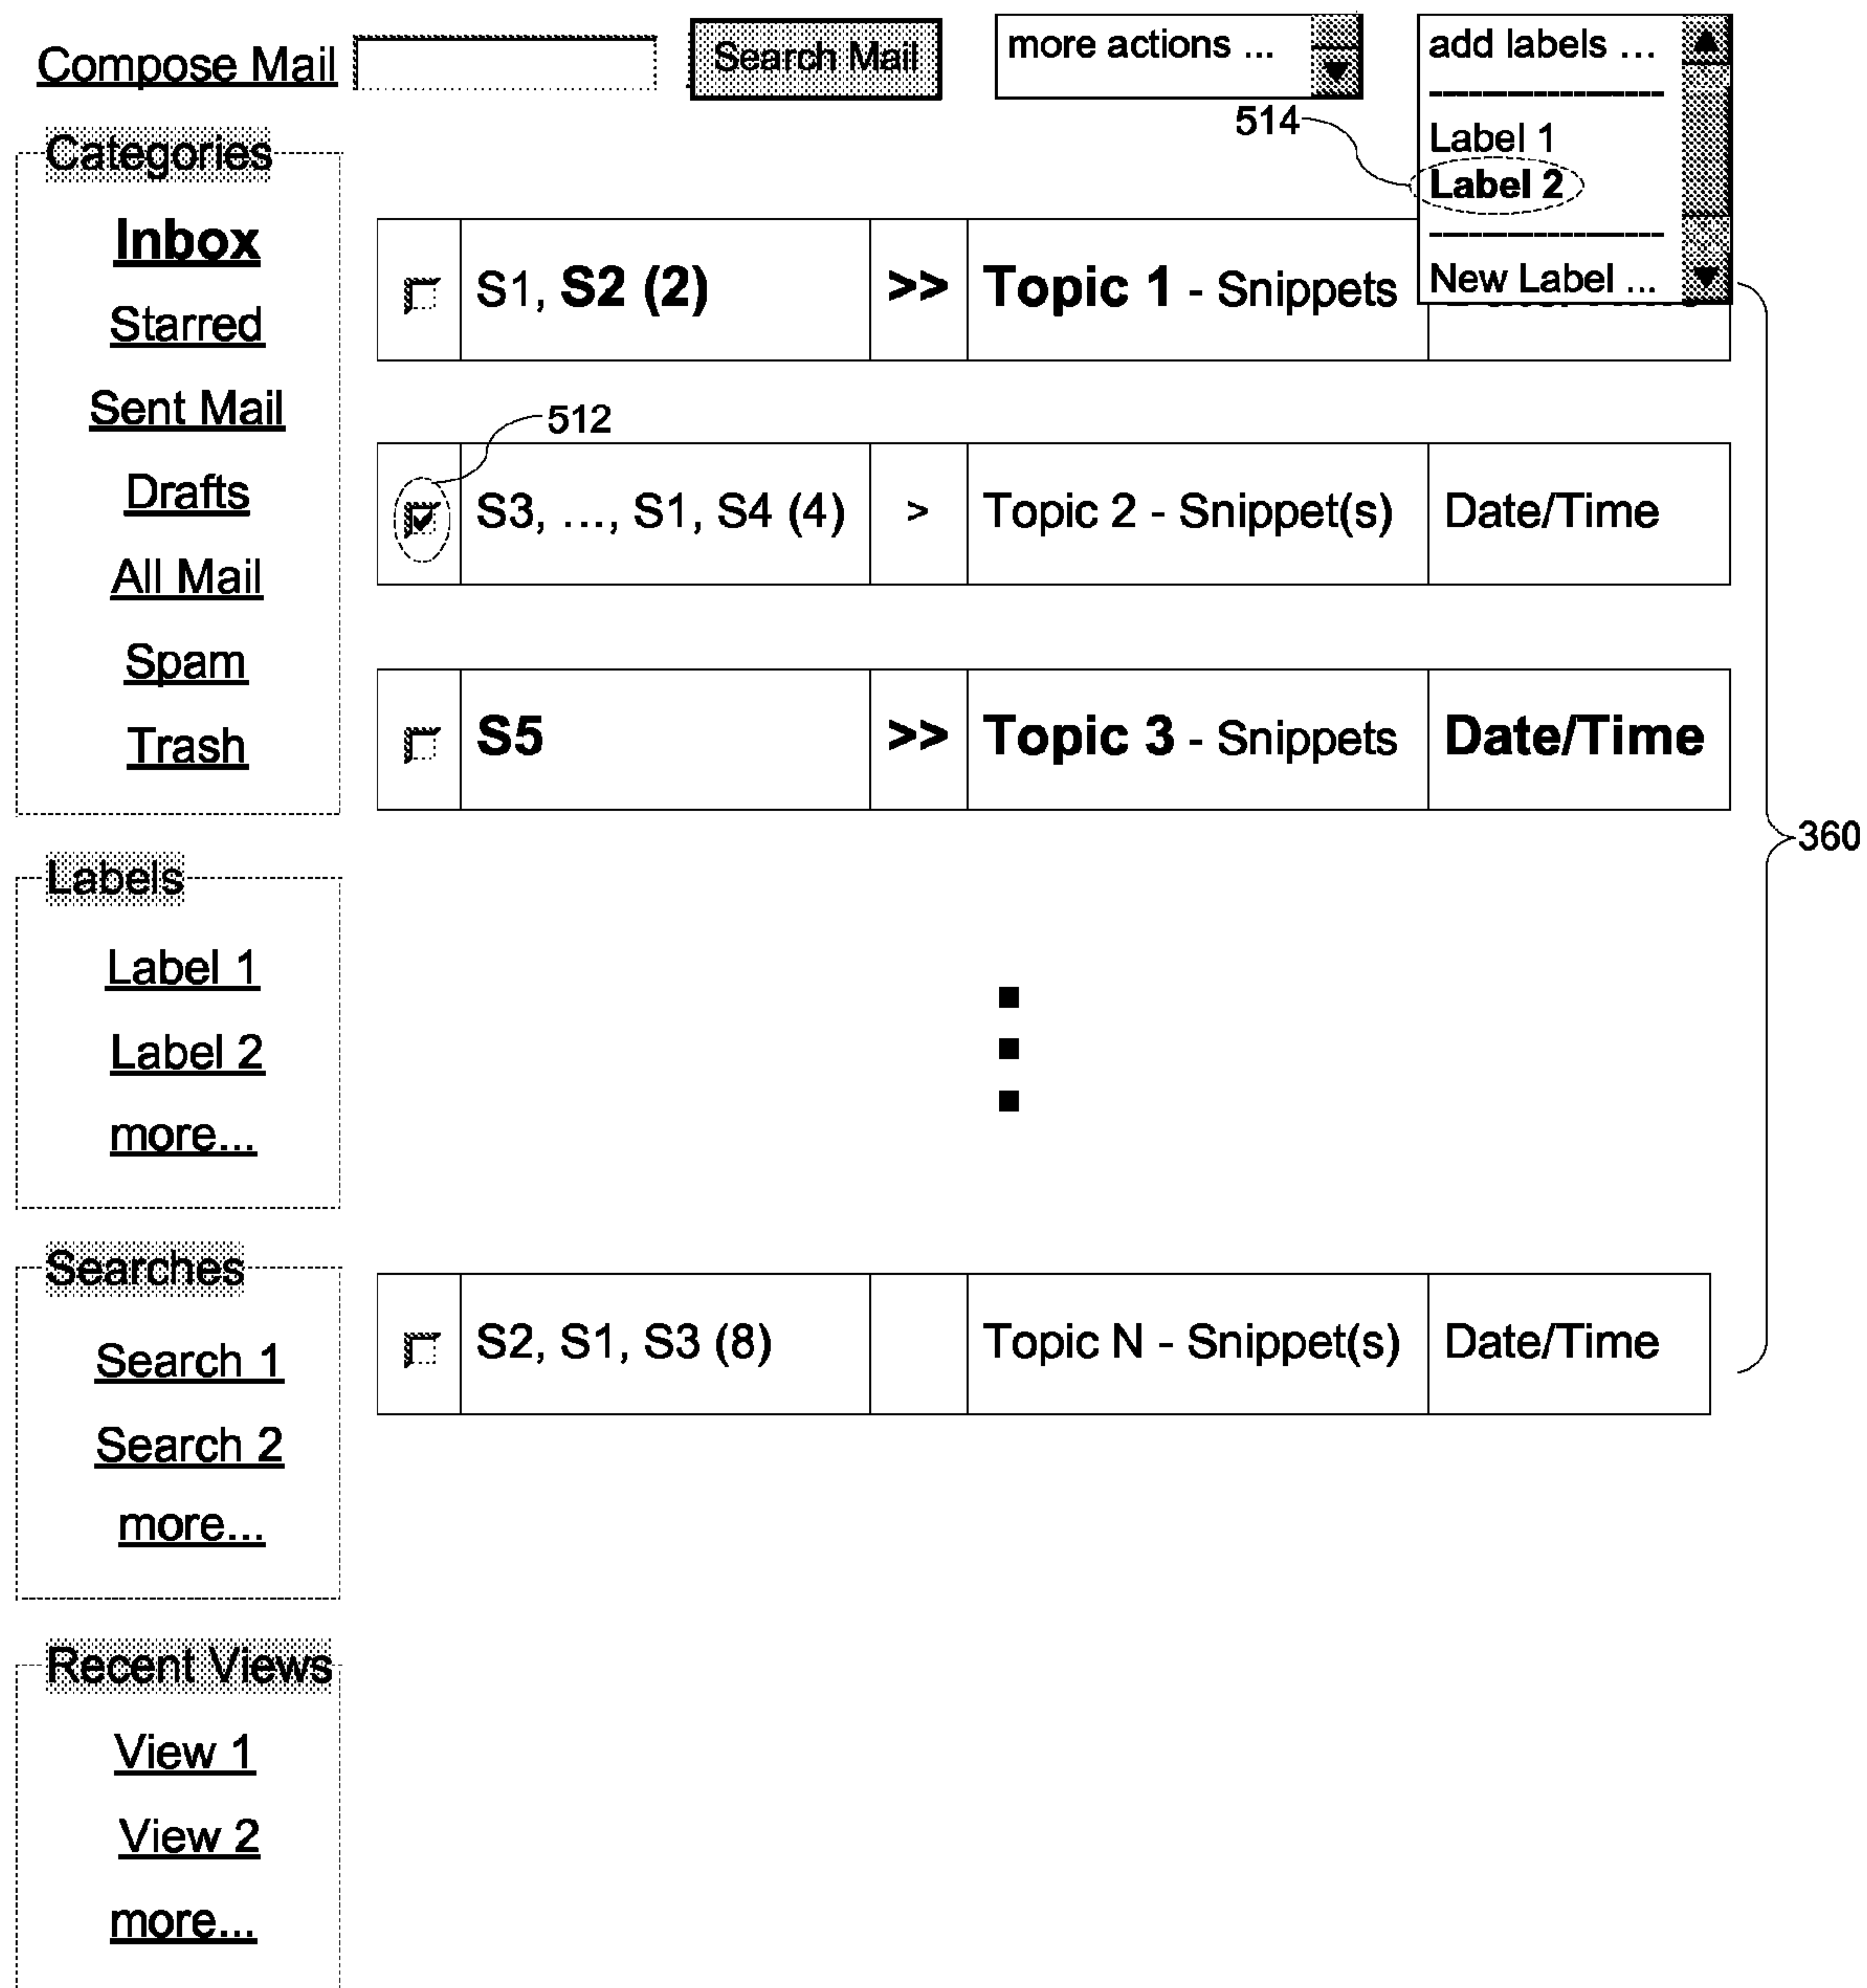 Compose Mail
Search Mail
more actions ...
add labels ...
Label 1
Label 2
New Label ...
514
Categories
Inbox
Starred
Sent Mail
Drafts
All Mail
Spam
Trash
S1, S2 (2) >> Topic 1 - Snippets
512
S3, ..., S1, S4 (4) > Topic 2 - Snippet(s) Date/Time
S5 >> Topic 3 - Snippets Date/Time
360
Labels
Label 1
Label 2
more...
Searches
Search 1
Search 2
more...
S2, S1, S3 (8) Topic N - Snippet(s) Date/Time
Recent Views
View 1
View 2
more...